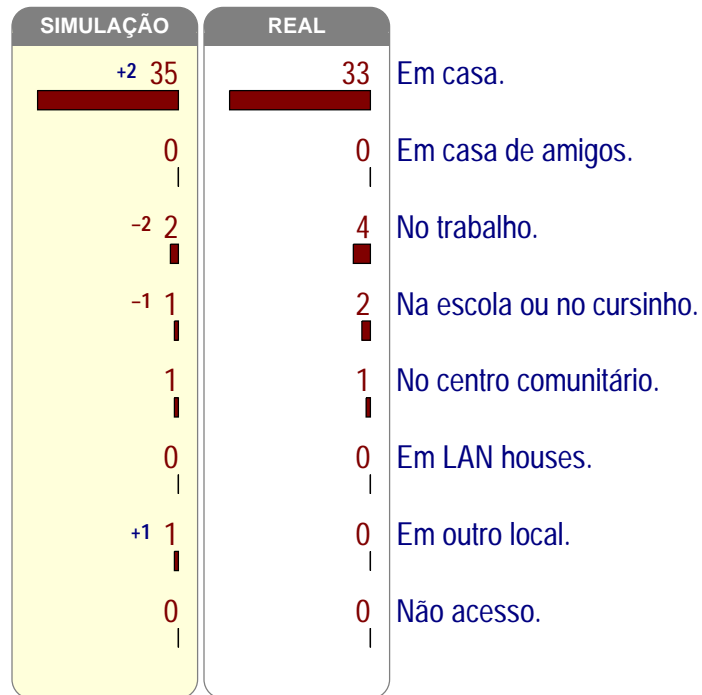 SIMULAÇÃO REAL
+2 35 33 Em casa.
0 0 Em casa de amigos.
–2 2 4 No trabalho.
–1 1 2 Na escola ou no cursinho.
1 1 No centro comunitário.
0 0 Em LAN houses.
+1 1 0 Em outro local.
0 0 Não acesso.